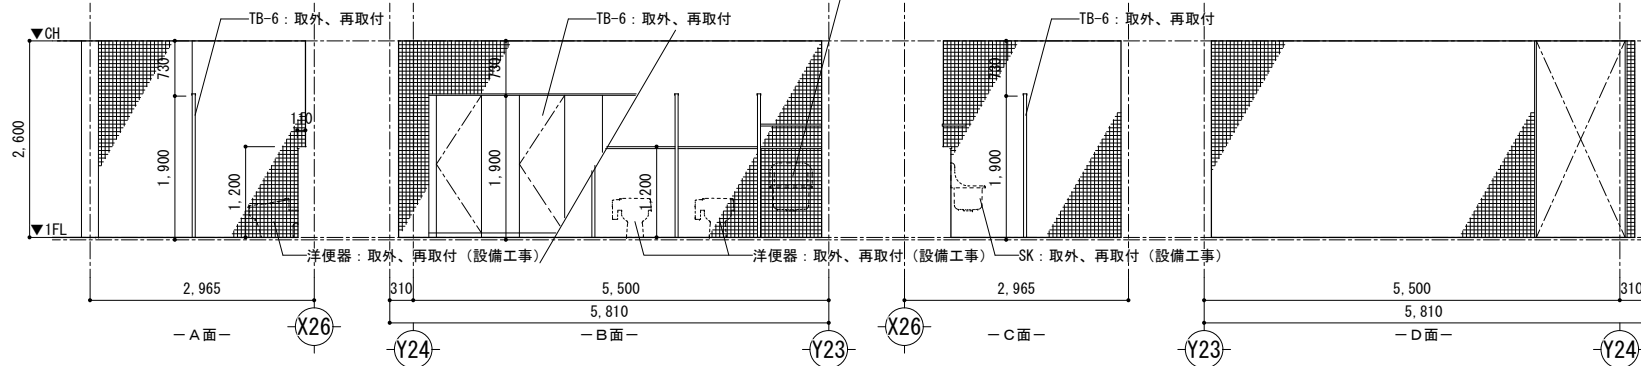 TB-6：取外、再取付
TB-6：取外、再取付
TB-6：取外、再取付
▼CH
730
730
730
110
2,600
1,900
1,200
1,900
1,200
1,900
▼1FL
洋便器：取外、再取付（設備工事）
洋便器：取外、再取付（設備工事）
SK：取外、再取付（設備工事）
2,965
310
5,500
2,965
5,500
310
5,810
5,810
－A面－
X26
－B面－
X26
－C面－
－D面－
Y24
Y23
Y23
Y24